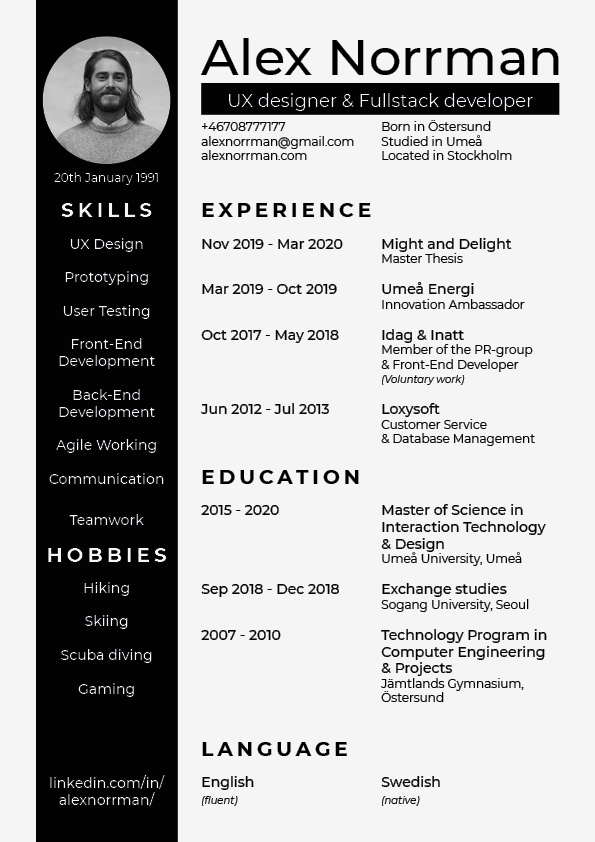 20th January 1991
SKILLS
UX Design
Prototyping
User Testing
Front-End
Development
Back-End
Development
Agile Working
Communication
Teamwork
HOBBIES
Hiking
Skiing
Scuba diving
Gaming
linkedin.com/in/
alexnorrman/
Alex Norrman
UX designer & Fullstack developer
+46708777177
alexnorrman@gmail.com
alexnorrman.com
Born in Östersund
Studied in Umeå
Located in Stockholm
EXPERIENCE
Nov 2019 - Mar 2020
Might and Delight
Master Thesis
Mar 2019 - Oct 2019
Umeå Energi
Innovation Ambassador
Oct 2017 - May 2018
Idag & Inatt
Member of the PR-group
& Front-End Developer
(Voluntary work)
Jun 2012 - Jul 2013
Loxysoft
Customer Service
& Database Management
EDUCATION
2015 - 2020
Master of Science in
Interaction Technology
& Design
Umeå University, Umeå
Sep 2018 - Dec 2018
Exchange studies
Sogang University, Seoul
2007 - 2010
Technology Program in
Computer Engineering
& Projects
Jämtlands Gymnasium,
Östersund
LANGUAGE
English
(fluent)
Swedish
(native)